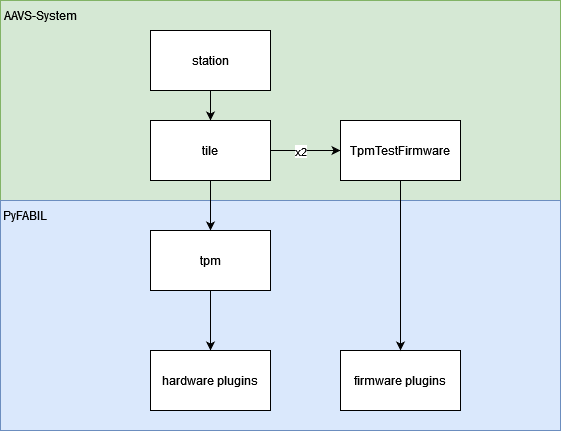 AAVS-System
station
tile
x2
TpmTestFirmware
PyFABIL
tpm
hardware plugins
firmware plugins